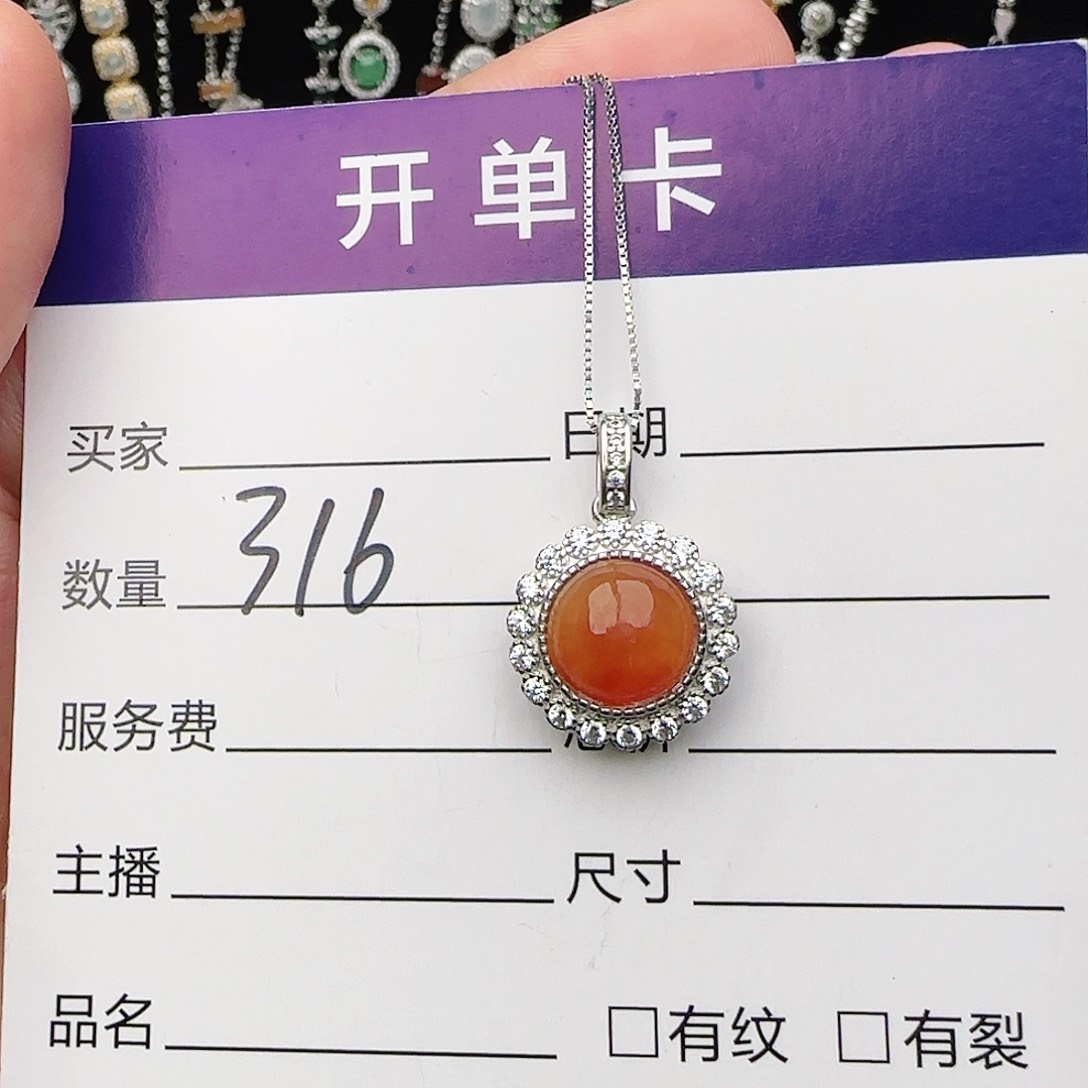 开单卡
买家 日期
数量 316
服务费
主播 尺寸
品名 □有纹 □有裂